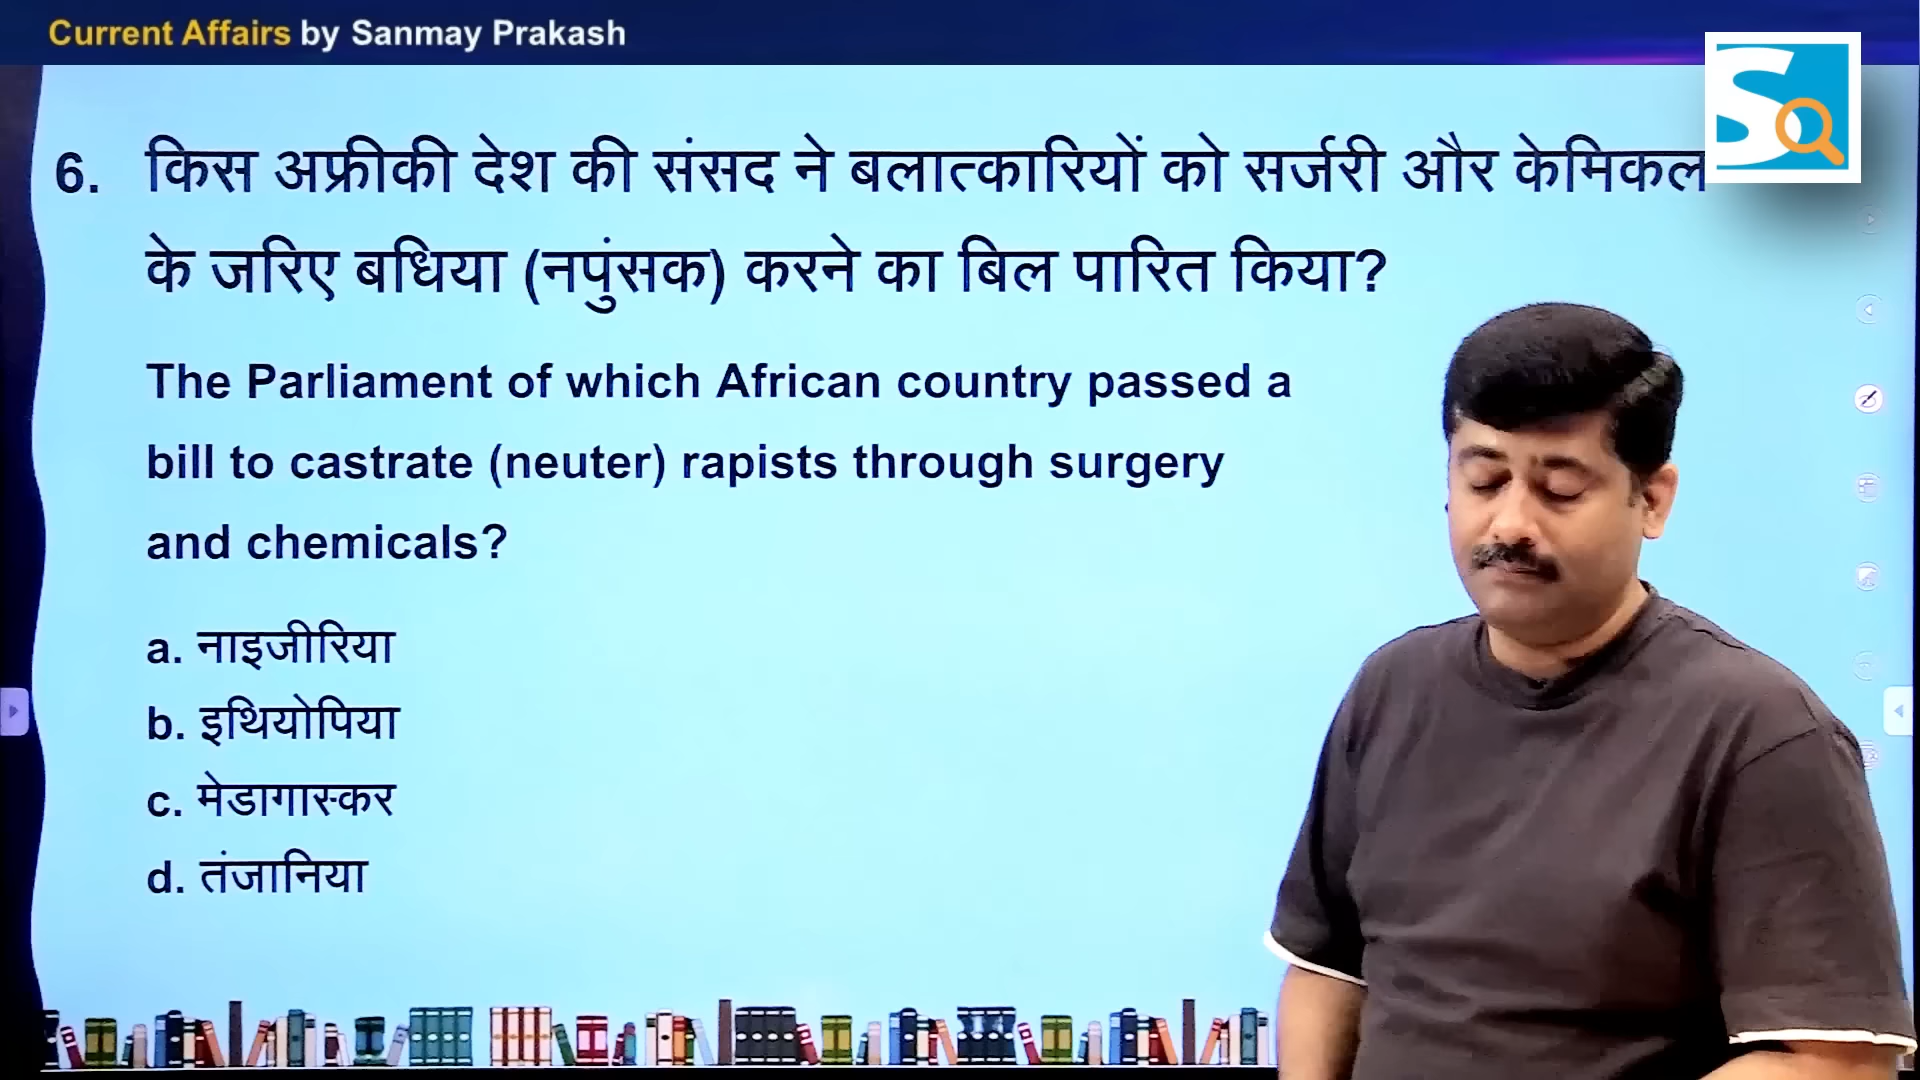 Current Affairs by Sanmay Prakash
SQ
6. किस अफ्रीकी देश की संसद ने बलात्कारियों को सर्जरी और केमिकल
के जरिए बधिया (नपुंसक) करने का बिल पारित किया?
The Parliament of which African country passed a
bill to castrate (neuter) rapists through surgery
and chemicals?
a. नाइजीरिया
b. इथियोपिया
c. मेडागास्कर
d. तंजानिया